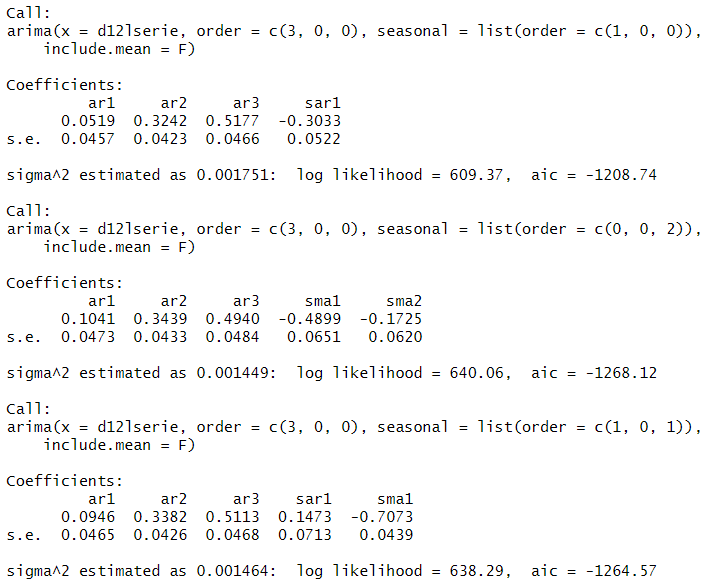 Call:
arima(x = d12lserie, order = c(3, 0, 0), seasonal = list(order = c(1, 0, 0)),
    include.mean = F)

Coefficients:
         ar1     ar2     ar3     sar1
      0.0519  0.3242  0.5177  -0.3033
s.e.  0.0457  0.0423  0.0466   0.0522

sigma^2 estimated as 0.001751:  log likelihood = 609.37,  aic = -1208.74

Call:
arima(x = d12lserie, order = c(3, 0, 0), seasonal = list(order = c(0, 0, 2)),
    include.mean = F)

Coefficients:
         ar1     ar2     ar3     sma1     sma2
      0.1041  0.3439  0.4940  -0.4899  -0.1725
s.e.  0.0473  0.0433  0.0484   0.0651   0.0620

sigma^2 estimated as 0.001449:  log likelihood = 640.06,  aic = -1268.12

Call:
arima(x = d12lserie, order = c(3, 0, 0), seasonal = list(order = c(1, 0, 1)),
    include.mean = F)

Coefficients:
         ar1     ar2     ar3    sar1     sma1
      0.0946  0.3382  0.5113  0.1473  -0.7073
s.e.  0.0465  0.0426  0.0468  0.0713   0.0439

sigma^2 estimated as 0.001464:  log likelihood = 638.29,  aic = -1264.57